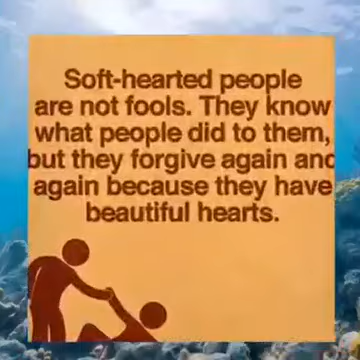 Soft-hearted people
are not fools. They know
what people did to them,
but they forgive again and
again because they have
beautiful hearts.